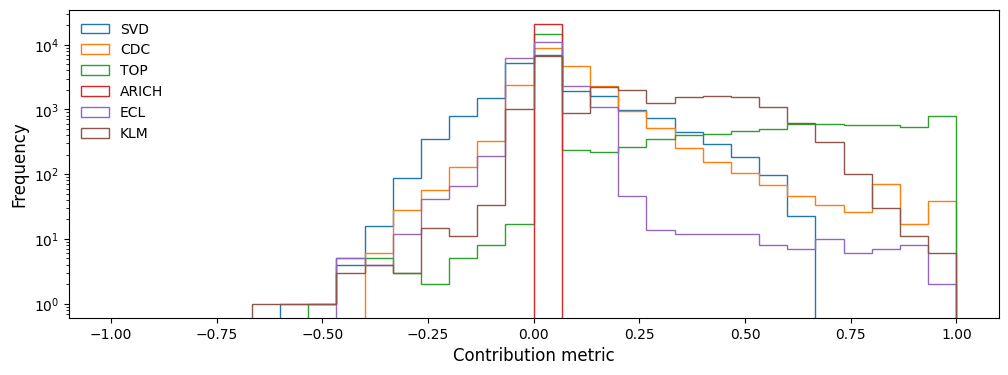 SVD
CDC
TOP
ARICH
ECL
KLM
Frequency
10⁴
10³
10²
10¹
10⁰
−1.00 −0.75 −0.50 −0.25 0.00 0.25 0.50 0.75 1.00
Contribution metric